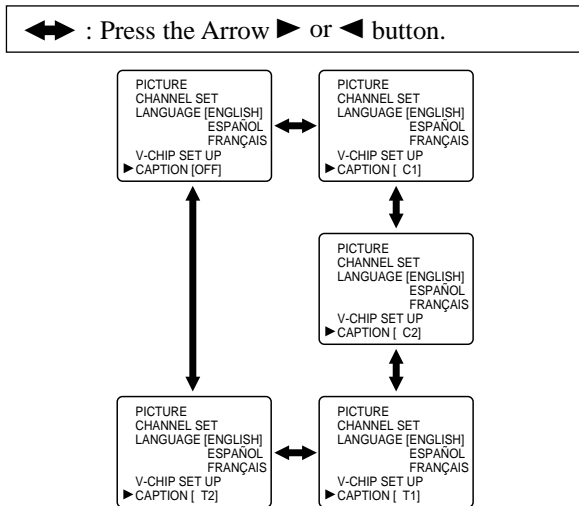 : Press the Arrow ▶ or ◀ button.
PICTURE
CHANNEL SET
LANGUAGE [ENGLISH]
ESPAÑOL
FRANÇAIS
V-CHIP SET UP
▶CAPTION [OFF]
PICTURE
CHANNEL SET
LANGUAGE [ENGLISH]
ESPAÑOL
FRANÇAIS
V-CHIP SET UP
▶CAPTION [ C1]
PICTURE
CHANNEL SET
LANGUAGE [ENGLISH]
ESPAÑOL
FRANÇAIS
V-CHIP SET UP
▶CAPTION [ C2]
PICTURE
CHANNEL SET
LANGUAGE [ENGLISH]
ESPAÑOL
FRANÇAIS
V-CHIP SET UP
▶CAPTION [ T2]
PICTURE
CHANNEL SET
LANGUAGE [ENGLISH]
ESPAÑOL
FRANÇAIS
V-CHIP SET UP
▶CAPTION [ T1]